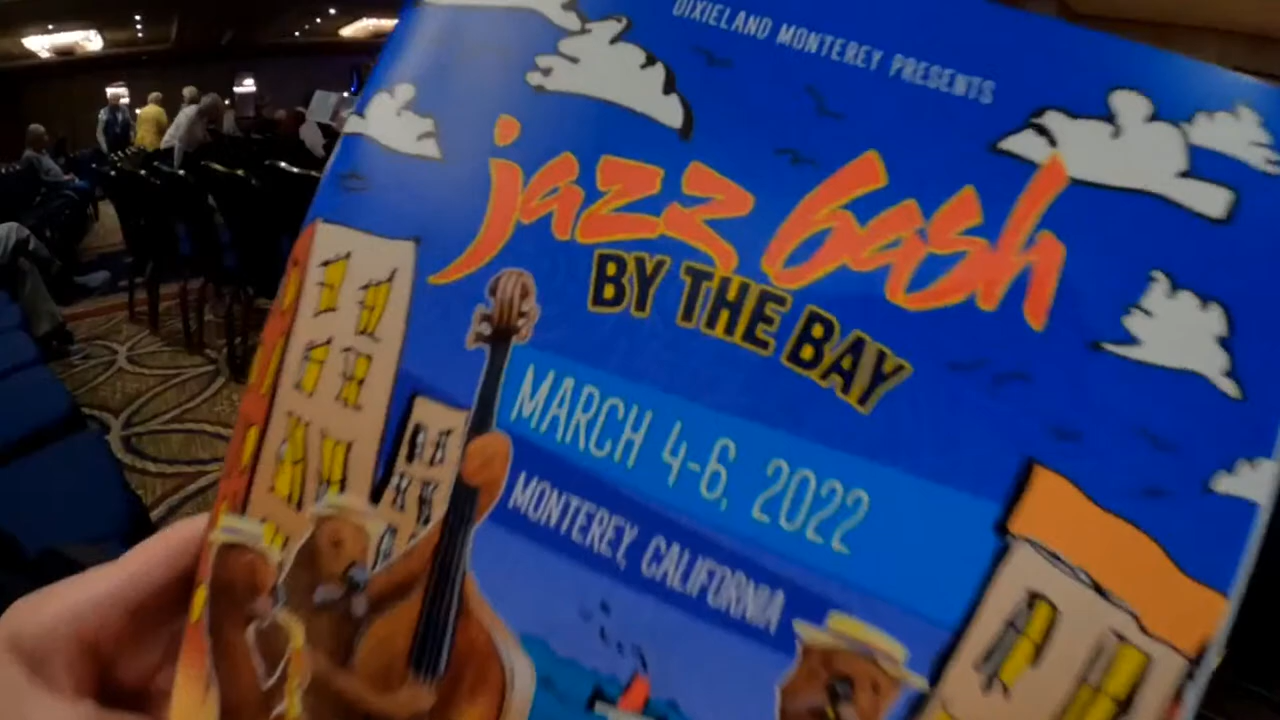 DIXIELAND MONTEREY PRESENTS
jazz bash
BY THE BAY
MARCH 4-6, 2022
MONTEREY, CALIFORNIA